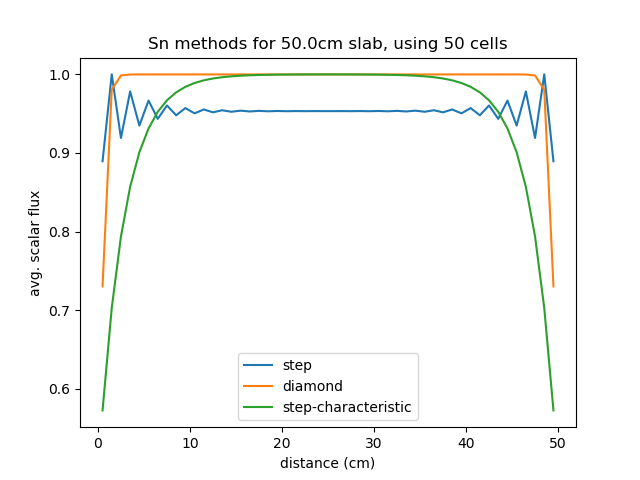 Sn methods for 50.0cm slab, using 50 cells
1.0
0.9
0.8
0.7
0.6
avg. scalar flux
step
diamond
step-characteristic
0 10 20 30 40 50
distance (cm)